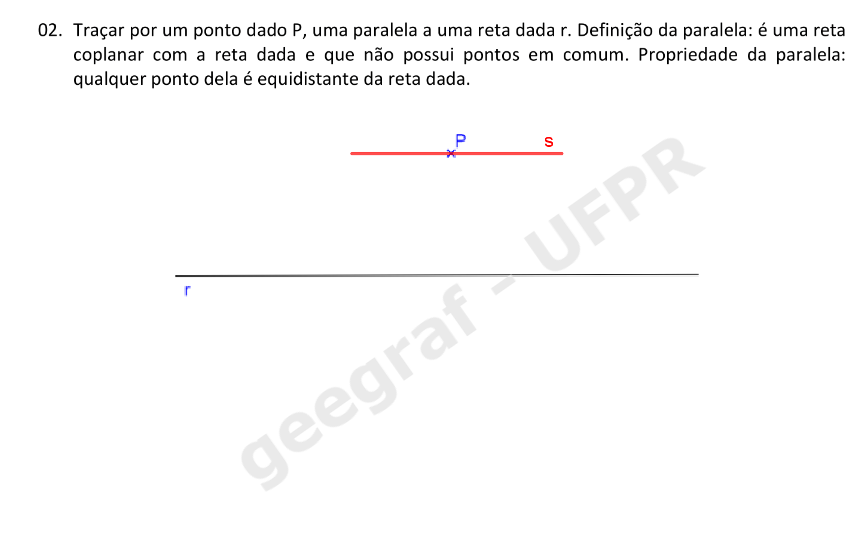 02. Traçar por um ponto dado P, uma paralela a uma reta dada r. Definição da paralela: é uma reta
coplanar com a reta dada e que não possui pontos em comum. Propriedade da paralela:
qualquer ponto dela é equidistante da reta dada.
P
s
r
geegraf - UFPR